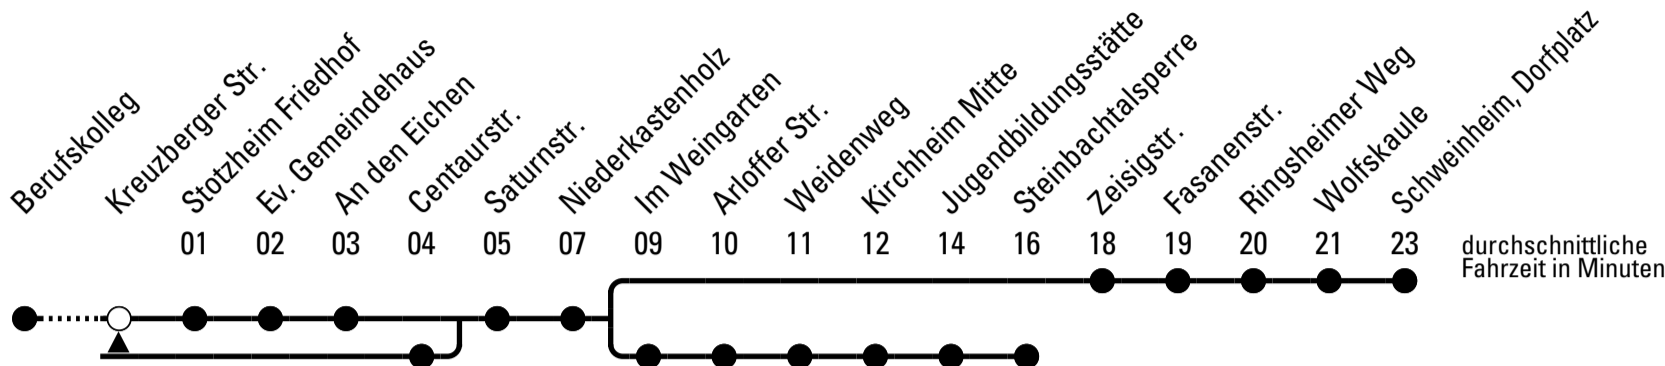 Berufskolleg
Kreuzberger Str.
Stotzheim Friedhof
Ev. Gemeindehaus
An den Eichen
Centaurstr.
Saturnstr.
Niederkastenholz
Im Weingarten
Arloffer Str.
Weidenweg
Kirchheim Mitte
Jugendbildungsstätte
Steinbachtalsperre
Zeisigstr.
Fasanenstr.
Ringsheimer Weg
Wolfskaule
Schweinheim, Dorfplatz
01 02 03 04 05 07 09 10 11 12 14 16 18 19 20 21 23
durchschnittliche
Fahrzeit in Minuten